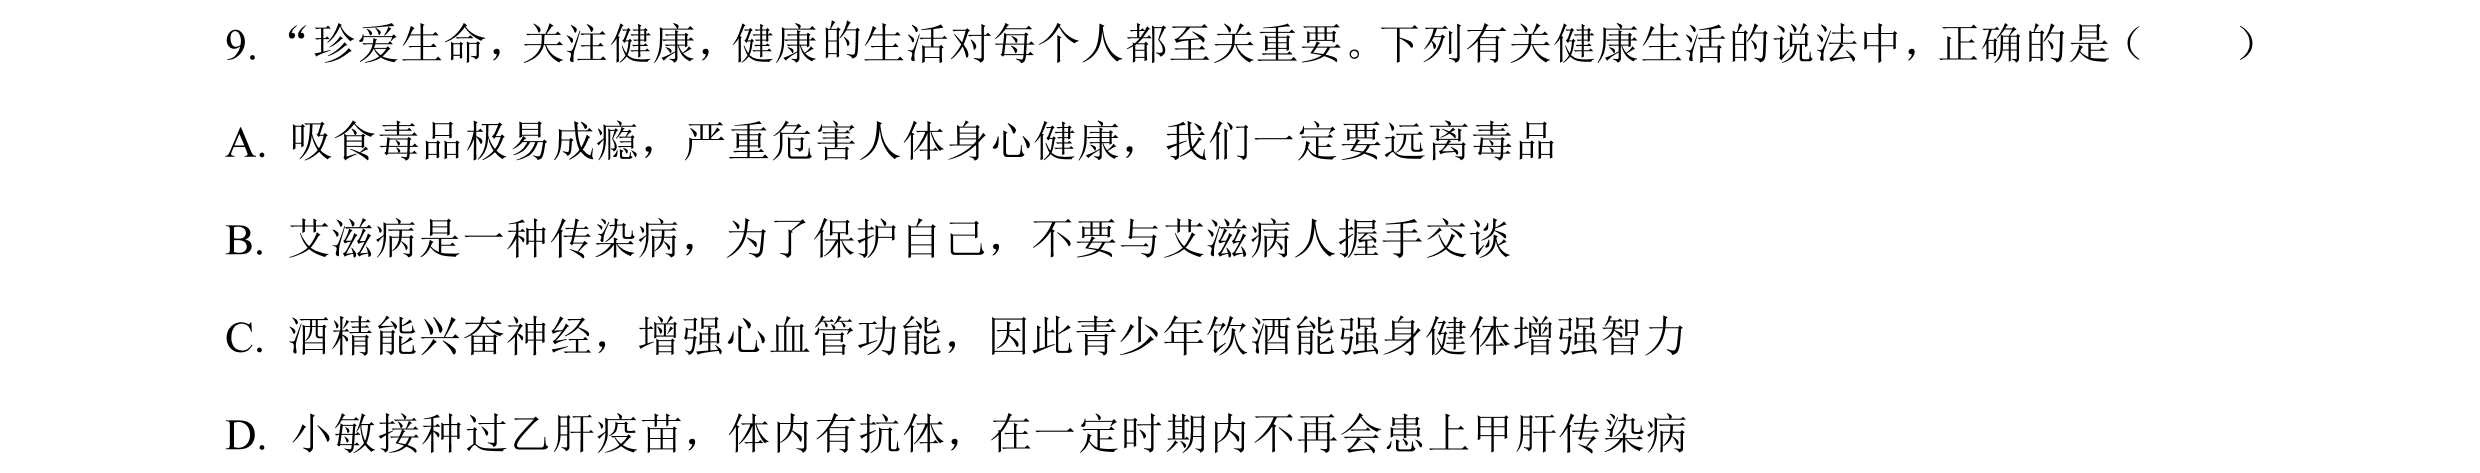 9. “珍爱生命，关注健康，健康的生活对每个人都至关重要。下列有关健康生活的说法中，正确的是（　　）
A. 吸食毒品极易成瘾，严重危害人体身心健康，我们一定要远离毒品
B. 艾滋病是一种传染病，为了保护自己，不要与艾滋病人握手交谈
C. 酒精能兴奋神经，增强心血管功能，因此青少年饮酒能强身健体增强智力
D. 小敏接种过乙肝疫苗，体内有抗体，在一定时期内不再会患上甲肝传染病